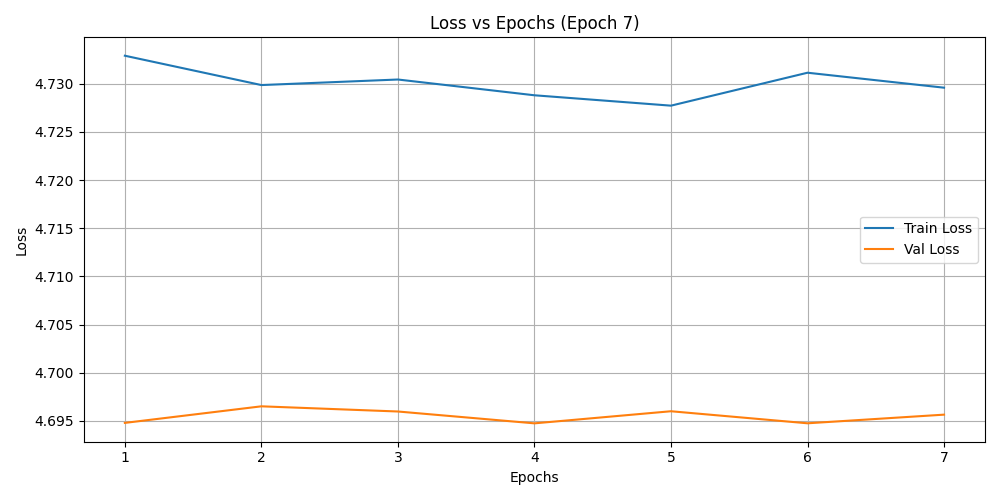 Loss vs Epochs (Epoch 7)
Loss
4.730
4.725
4.720
4.715
4.710
4.705
4.700
4.695
Train Loss
Val Loss
1 2 3 4 5 6 7
Epochs